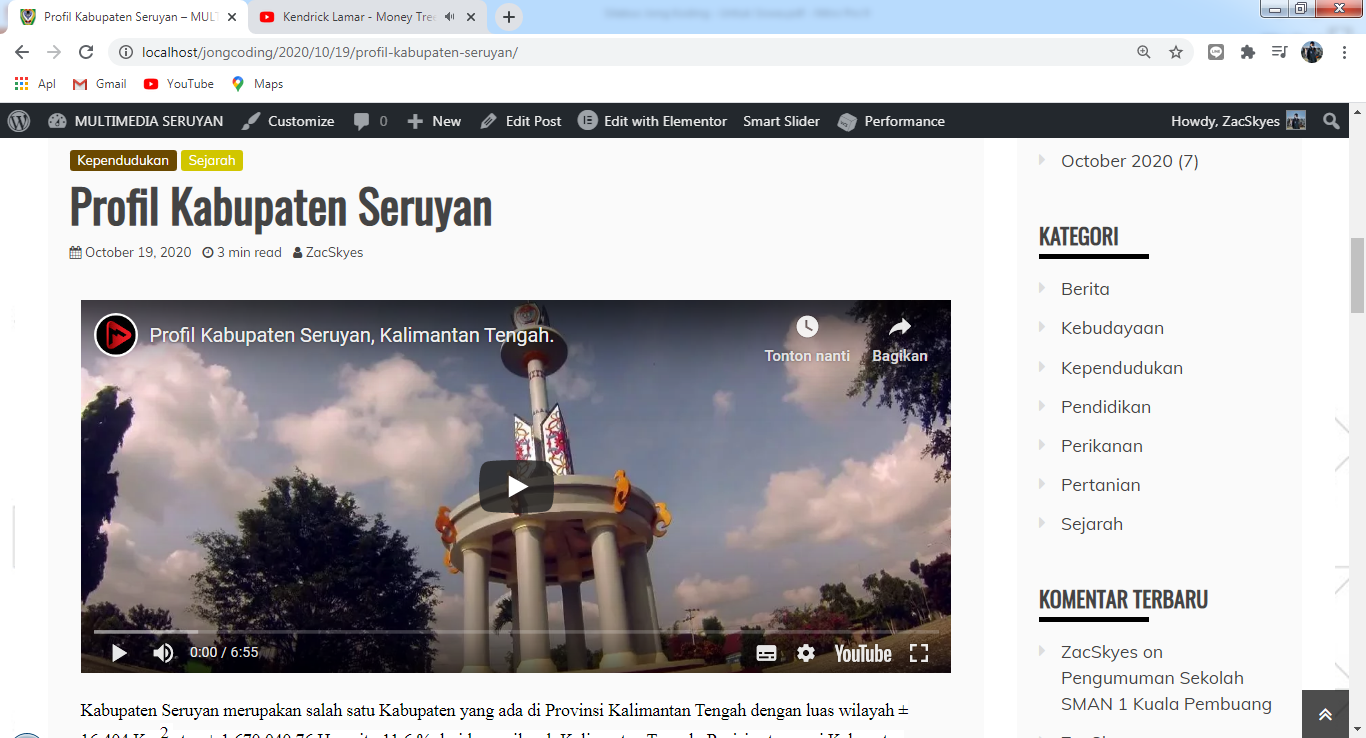 Profil Kabupaten Seruyan – MULT
Kendrick Lamar - Money Tree
localhost/jongcoding/2020/10/19/profil-kabupaten-seruyan/
Apl Gmail YouTube Maps
MULTIMEDIA SERUYAN Customize 0 New Edit Post Edit with Elementor Smart Slider Performance Howdy, ZacSkyes
Kependudukan Sejarah
Profil Kabupaten Seruyan
October 19, 2020 3 min read ZacSkyes
Profil Kabupaten Seruyan, Kalimantan Tengah.
Tonton nanti Bagikan
0:00 / 6:55 YouTube
Kabupaten Seruyan merupakan salah satu Kabupaten yang ada di Provinsi Kalimantan Tengah dengan luas wilayah ±
October 2020 (7)
KATEGORI
Berita
Kebudayaan
Kependudukan
Pendidikan
Perikanan
Pertanian
Sejarah
KOMENTAR TERBARU
ZacSkyes on
Pengumuman Sekolah
SMAN 1 Kuala Pembuang